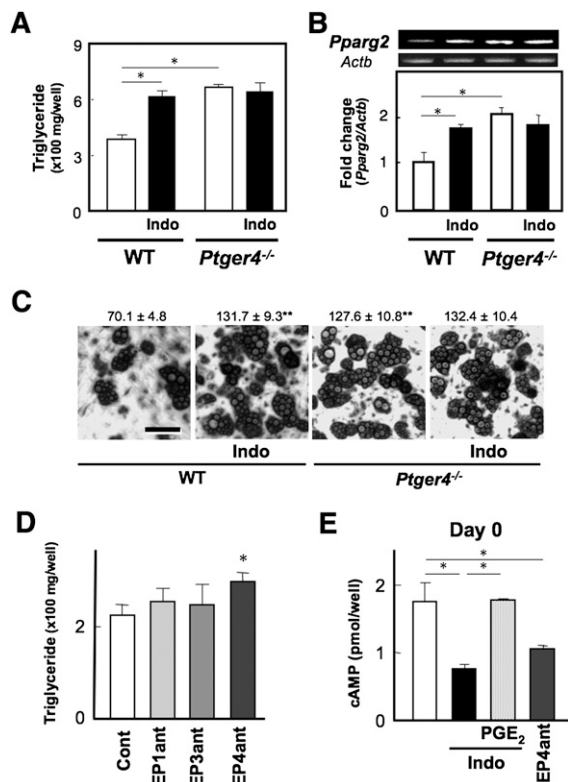 A
Triglyceride
(x100 mg/well)
9
6
3
0
*
*
Indo
Indo
WT
Ptger4-/-
B
Pparg2
Actb
Fold change
(Pparg2/Actb)
2
1
0
*
*
Indo
Indo
WT
Ptger4-/-
C
70.1 ± 4.8
131.7 ± 9.3**
127.6 ± 10.8**
132.4 ± 10.4
Indo
Indo
WT
Ptger4-/-
D
Triglyceride (x100 mg/well)
2
0
*
Cont
EP1ant
EP3ant
EP4ant
E
Day 0
cAMP (pmol/well)
2
1
0
*
*
*
PGE2
Indo
EP4ant